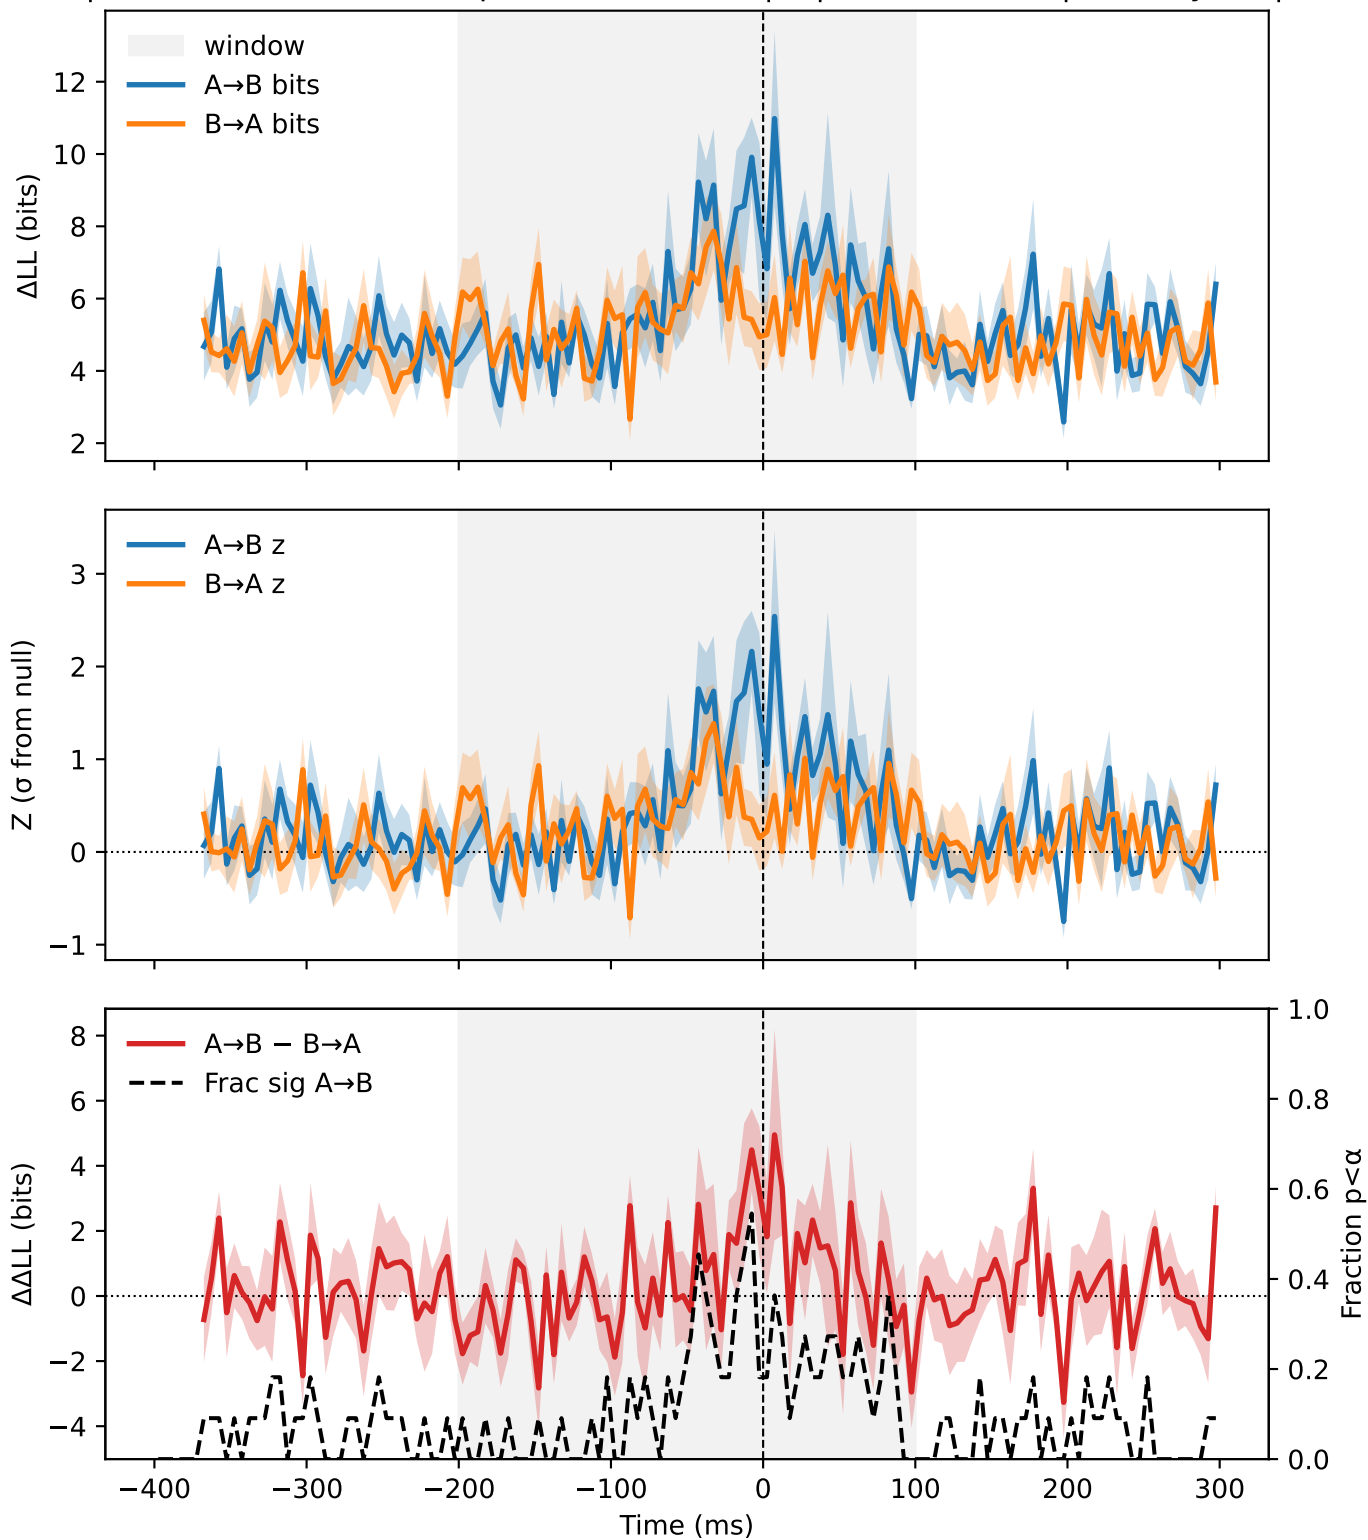 window
A→B bits
B→A bits
ΔLL (bits)
12
10
8
6
4
2
A→B z
B→A z
Z (σ from null)
3
2
1
0
−1
A→B − B→A
Frac sig A→B
ΔΔLL (bits)
8
6
4
2
0
−2
−4
1.0
0.8
0.6
0.4
0.2
0.0
Fraction p<α
−400
−300
−200
−100
0
100
200
300
Time (ms)